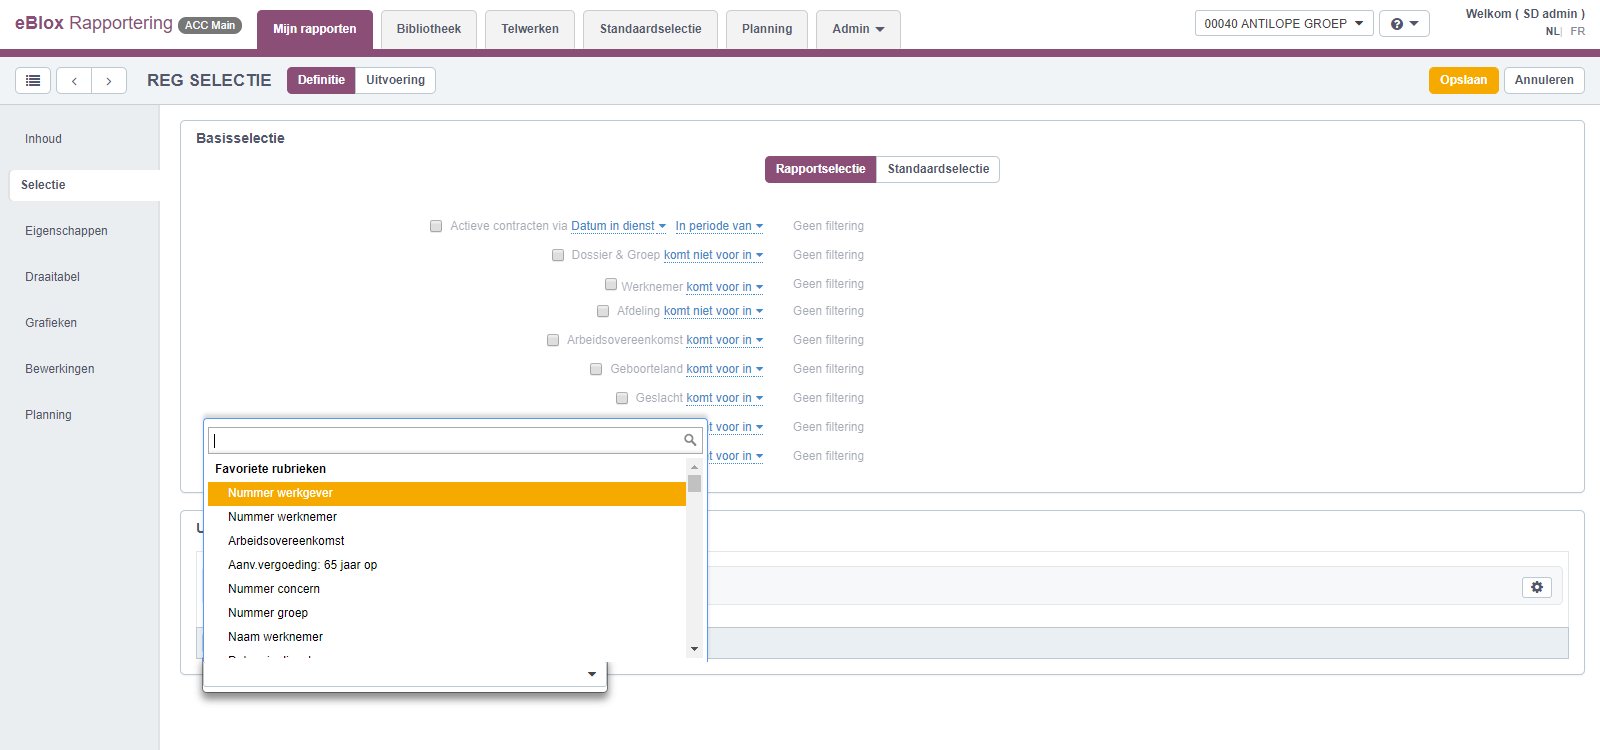 eBlox Rapportering ACC Main
Mijn rapporten
Bibliotheek
Telwerken
Standaardselectie
Planning
Admin
00040 ANTILOPE GROEP
Welkom ( SD admin )
NL| FR
REG SELECTIE
Definitie
Uitvoering
Opslaan
Annuleren
Inhoud
Selectie
Eigenschappen
Draaitabel
Grafieken
Bewerkingen
Planning
Basisselectie
Rapportselectie
Standaardselectie
Actieve contracten via Datum in dienst In periode van Geen filtering
Dossier & Groep komt niet voor in Geen filtering
Werknemer komt voor in Geen filtering
Afdeling komt niet voor in Geen filtering
Arbeidsovereenkomst komt voor in Geen filtering
Geboorteland komt voor in Geen filtering
Geslacht komt voor in Geen filtering
t voor in Geen filtering
t voor in Geen filtering
Favoriete rubrieken
Nummer werkgever
Nummer werknemer
Arbeidsovereenkomst
Aanv.vergoeding: 65 jaar op
Nummer concern
Nummer groep
Naam werknemer